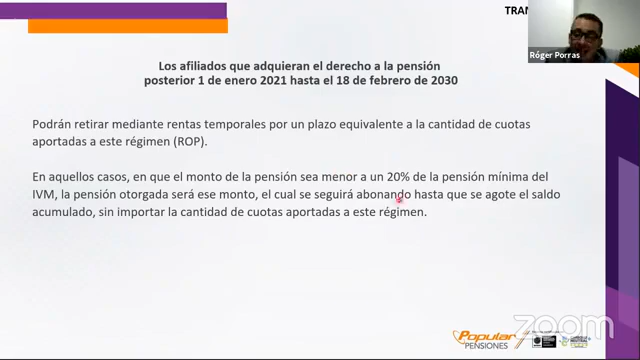 TRAN
Róger Porras
Los afiliados que adquieran el derecho a la pensión
posterior 1 de enero 2021 hasta el 18 de febrero de 2030
Podrán retirar mediante rentas temporales por un plazo equivalente a la cantidad de cuotas
aportadas a este régimen (ROP).
En aquellos casos, en que el monto de la pensión sea menor a un 20% de la pensión mínima del
IVM, la pensión otorgada será ese monto, el cual se seguirá abonando hasta que se agote el saldo
acumulado, sin importar la cantidad de cuotas aportadas a este régimen.
Popular
PENSIONES
zoom